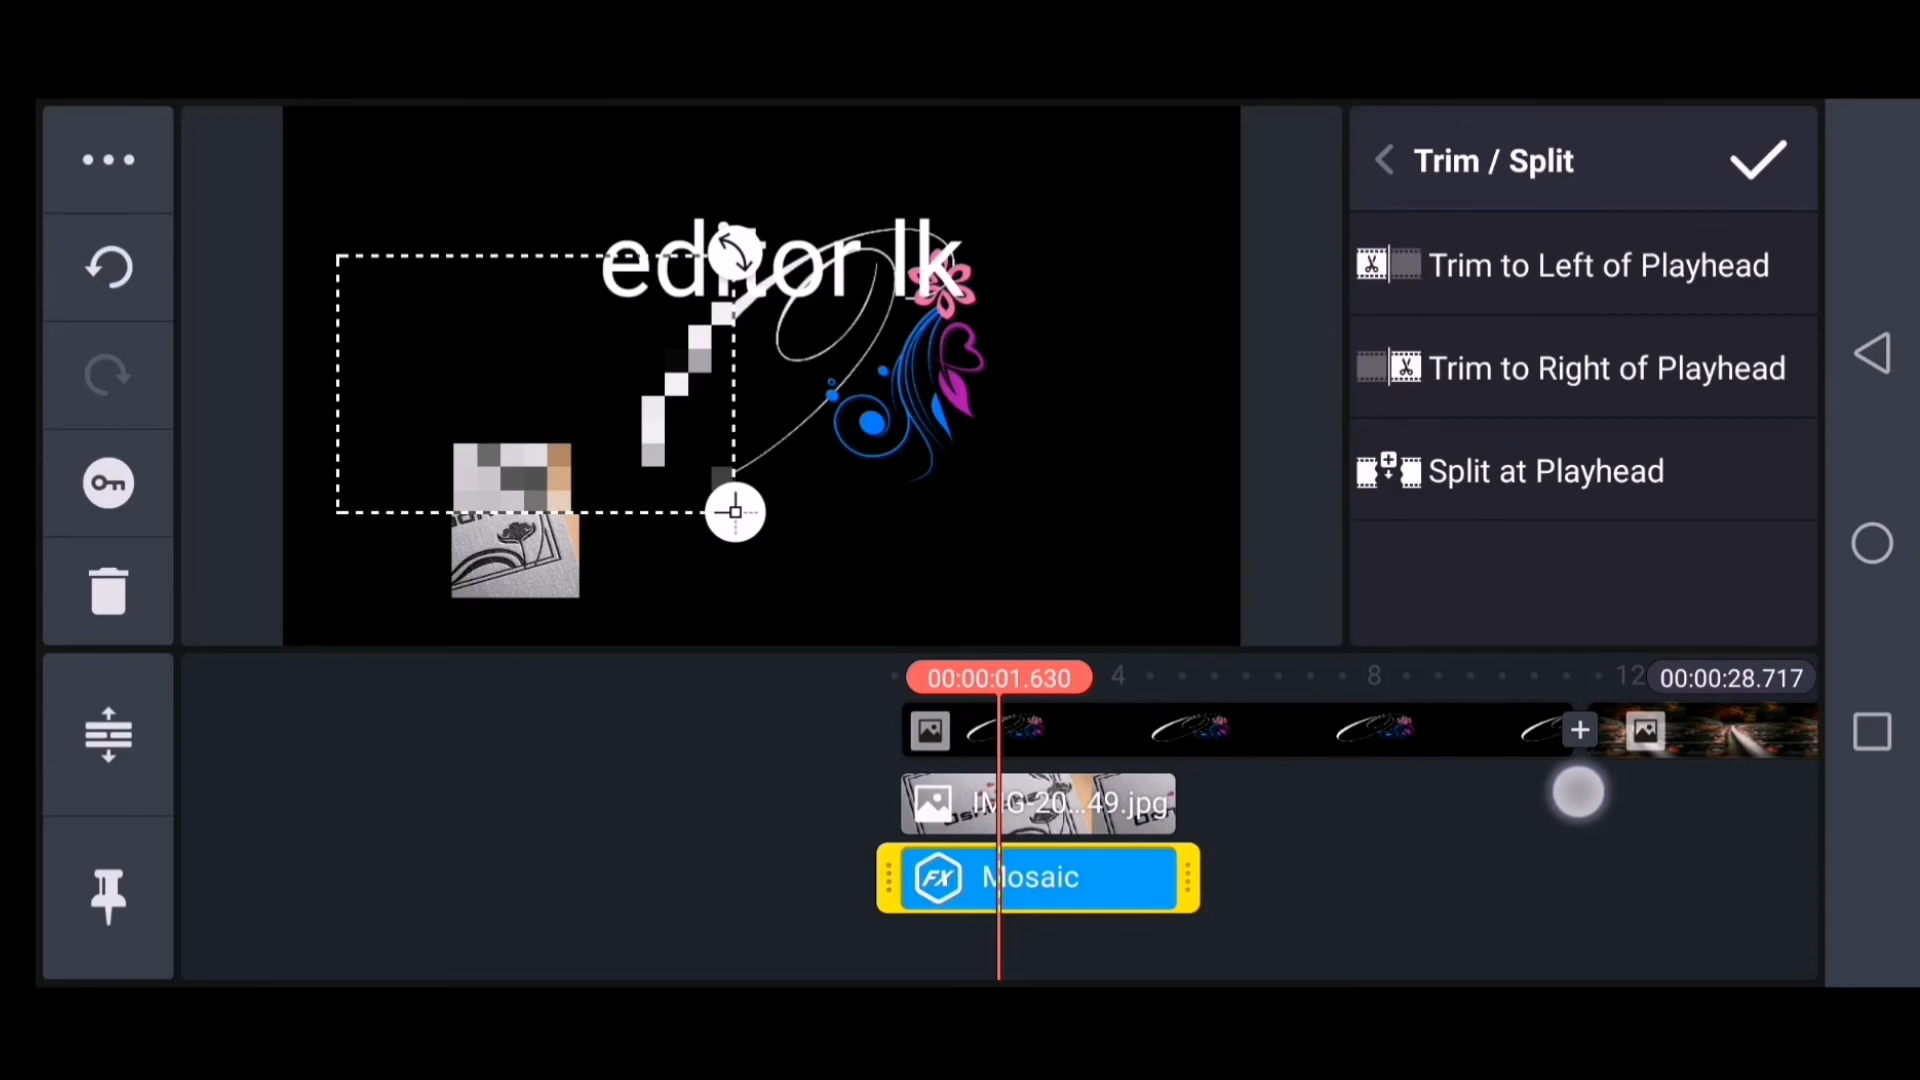 Trim / Split
editor lk
Trim to Left of Playhead
Trim to Right of Playhead
Split at Playhead
00:00:01.630
4
8
12
00:00:28.717
IMG-20...49.jpg
FX Mosaic